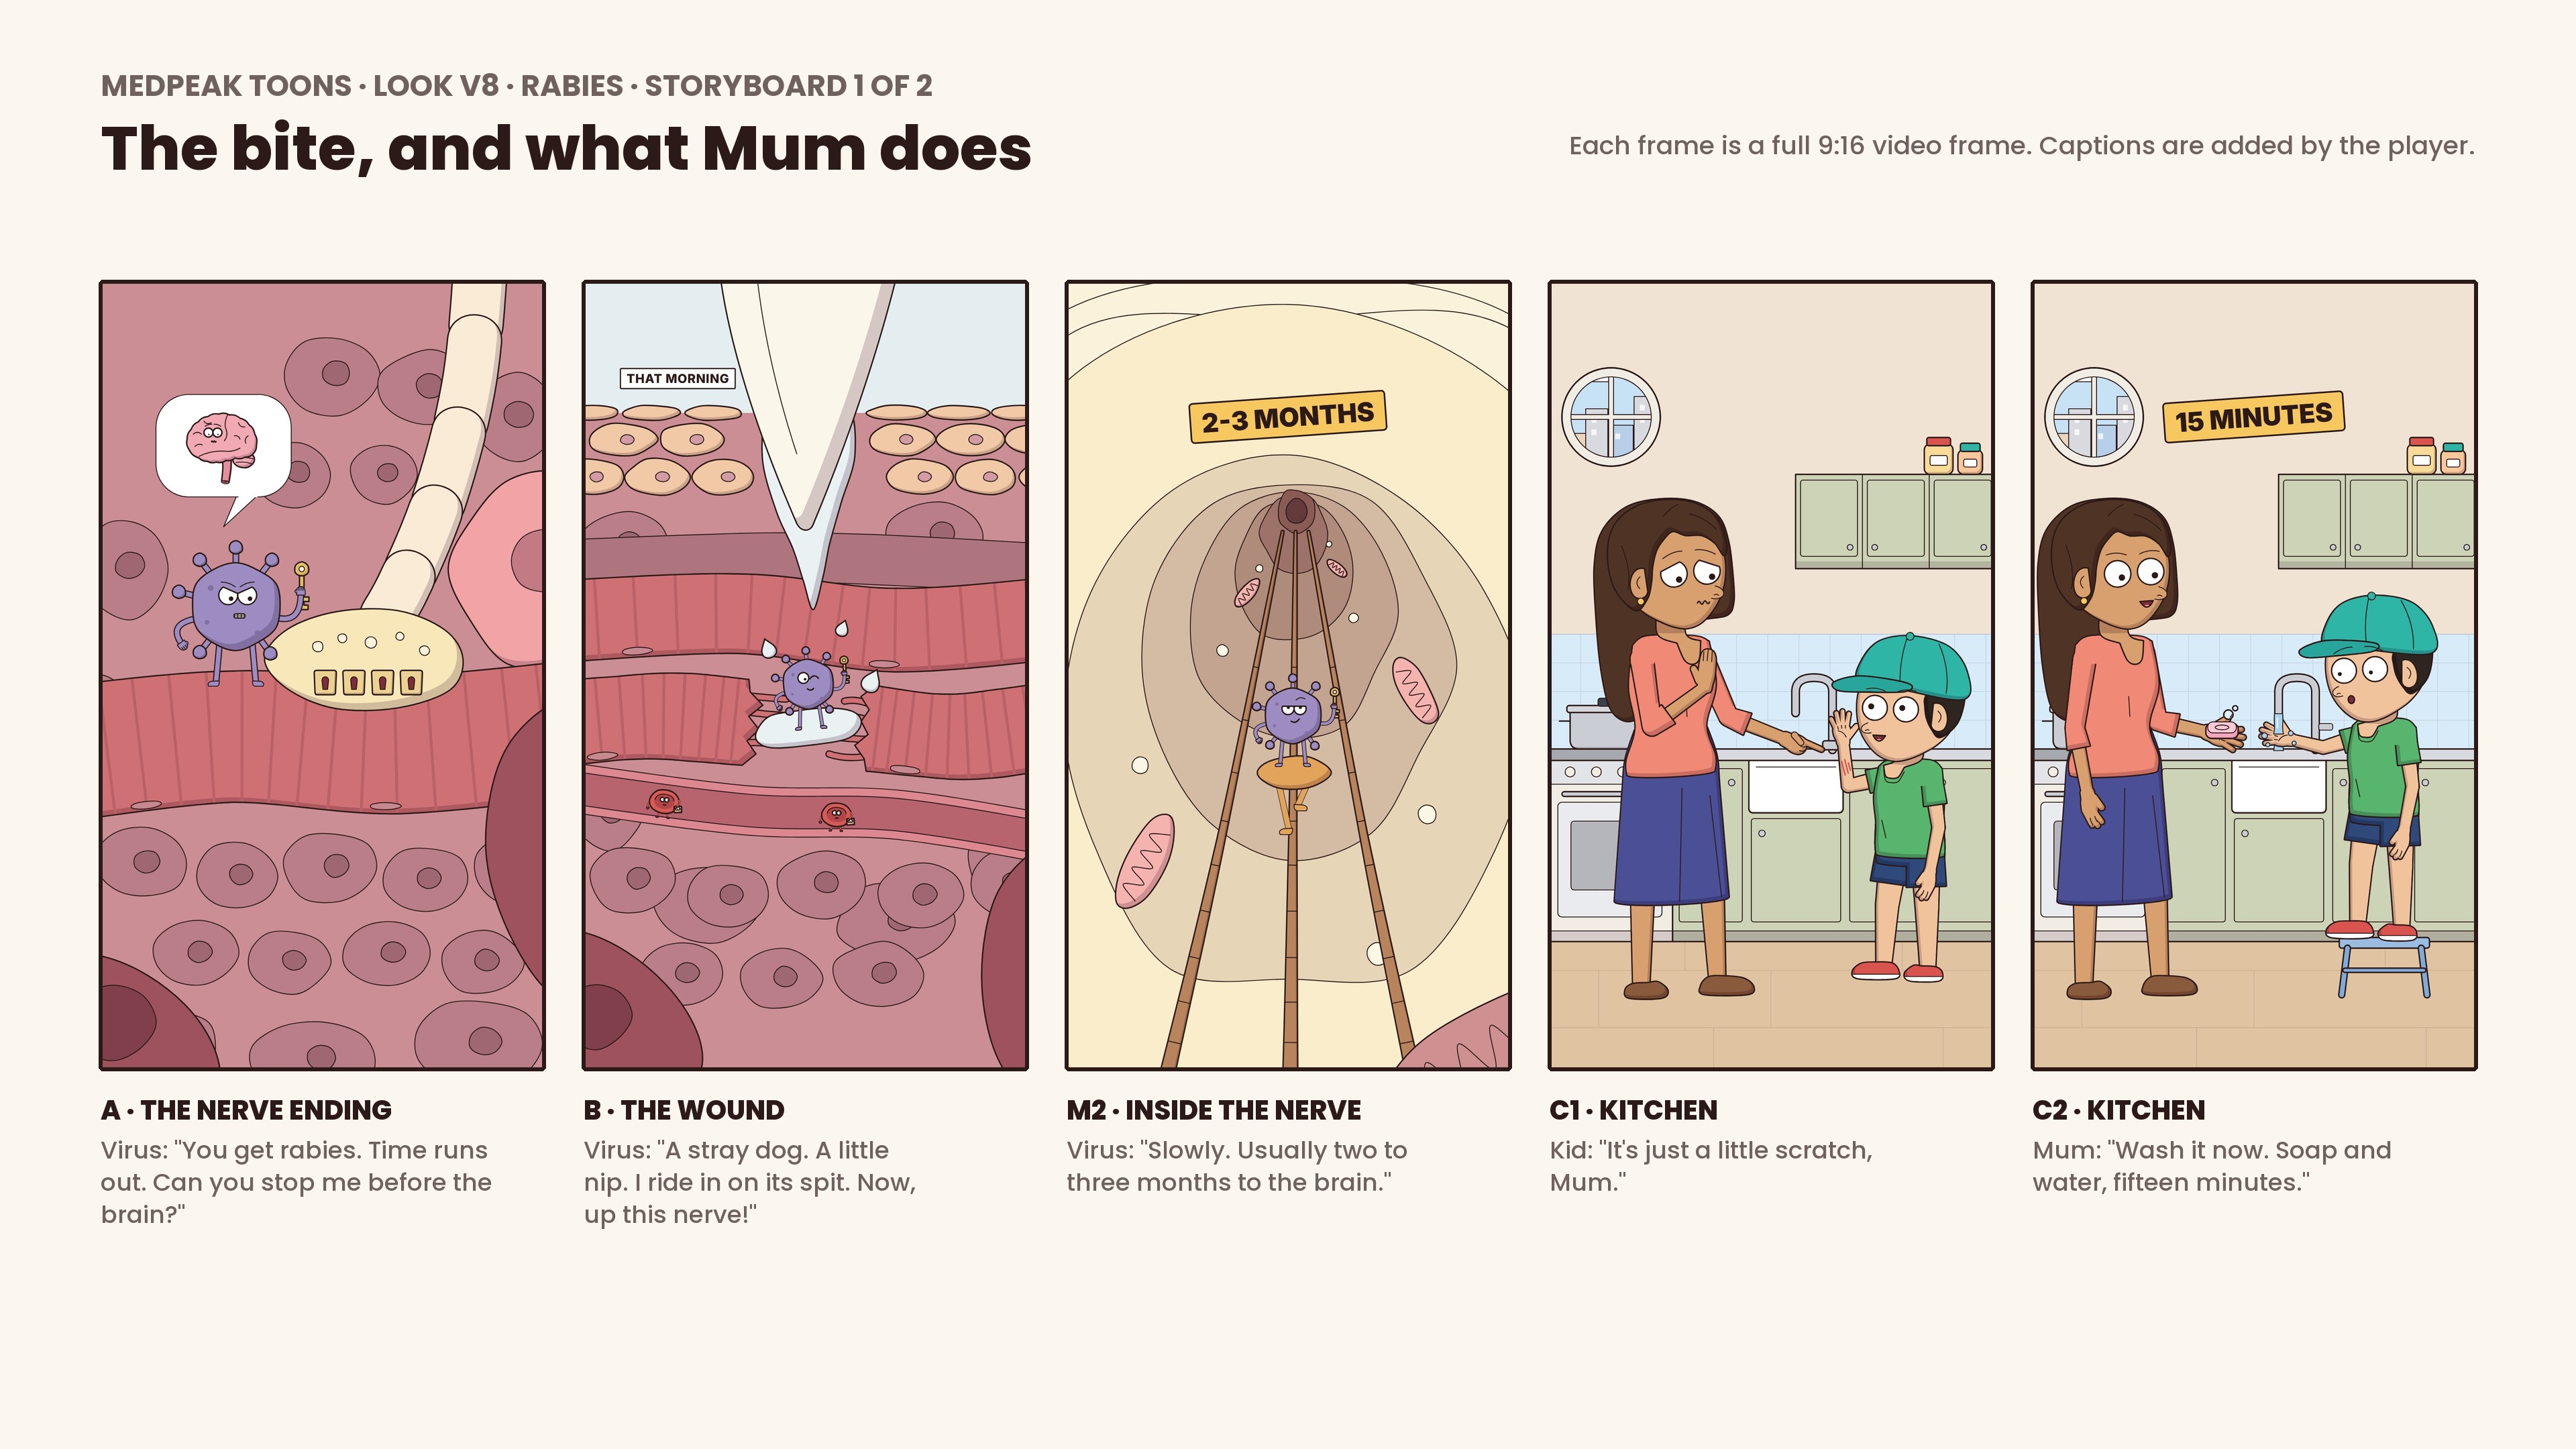 MEDPEAK TOONS · LOOK V8 · RABIES · STORYBOARD 1 OF 2
The bite, and what Mum does
Each frame is a full 9:16 video frame. Captions are added by the player.
THAT MORNING
2-3 MONTHS
15 MINUTES
A · THE NERVE ENDING
Virus: "You get rabies. Time runs
out. Can you stop me before the
brain?"
B · THE WOUND
Virus: "A stray dog. A little
nip. I ride in on its spit. Now,
up this nerve!"
M2 · INSIDE THE NERVE
Virus: "Slowly. Usually two to
three months to the brain."
C1 · KITCHEN
Kid: "It's just a little scratch,
Mum."
C2 · KITCHEN
Mum: "Wash it now. Soap and
water, fifteen minutes."